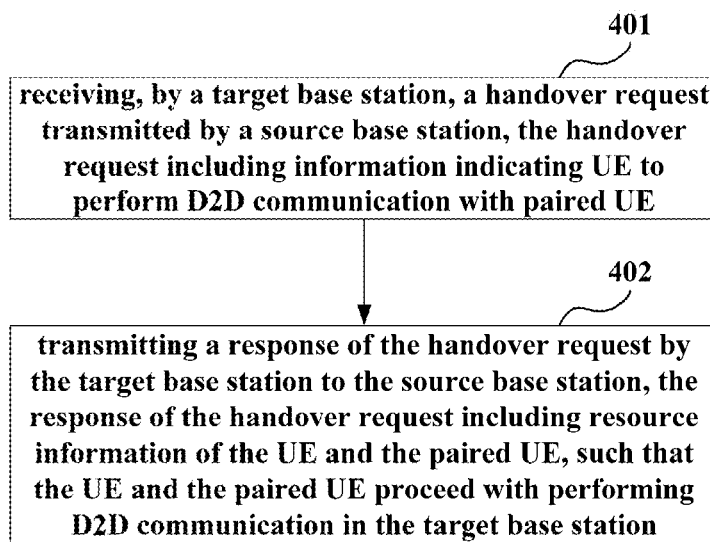 401
receiving, by a target base station, a handover request
transmitted by a source base station, the handover
request including information indicating UE to
perform D2D communication with paired UE
402
transmitting a response of the handover request by
the target base station to the source base station, the
response of the handover request including resource
information of the UE and the paired UE, such that
the UE and the paired UE proceed with performing
D2D communication in the target base station